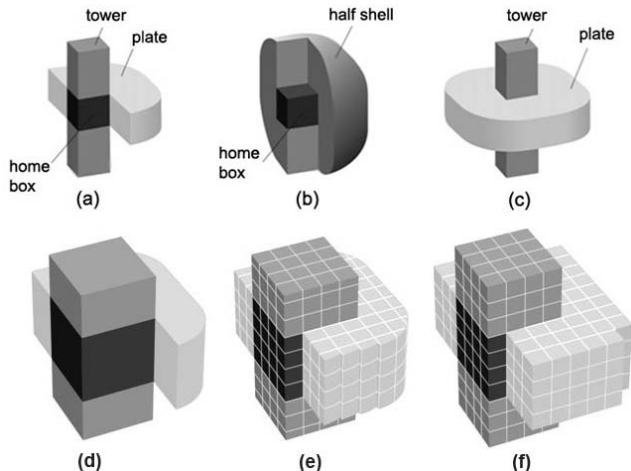 tower
plate
home
box
(a)
half shell
home
box
(b)
tower
plate
(c)
(d)
(e)
(f)